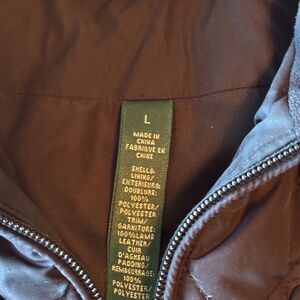 L
MADE IN
CHINA
FABRIQUE EN
CHINE
SHELL&
LINING/
EXTERIEUR&
DOUBLURE:
100%
POLYESTER/
POLYESTER
TRIM/
GARNITURE:
100%LAMB
LEATHER/
CUIR
D'AGNEAU
PADDING/
REMBOURRAGE:
100%
POLYESTER/
POLYESTER